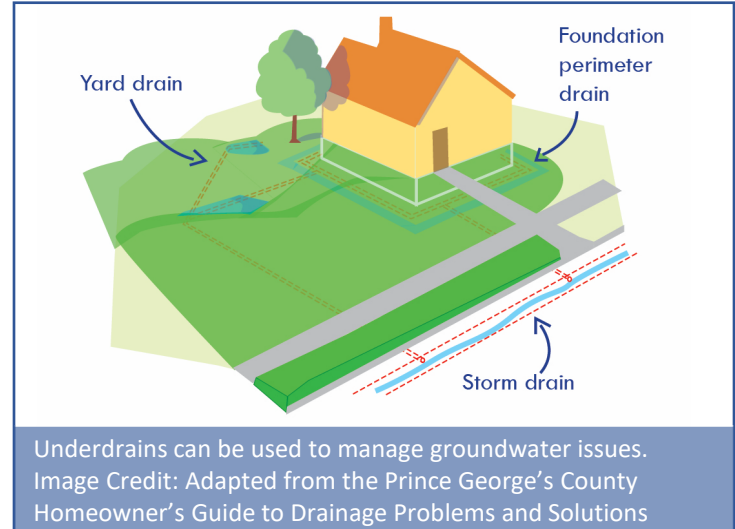 Yard drain
Foundation
perimeter
drain
Storm drain
Underdrains can be used to manage groundwater issues.
Image Credit: Adapted from the Prince George’s County
Homeowner’s Guide to Drainage Problems and Solutions